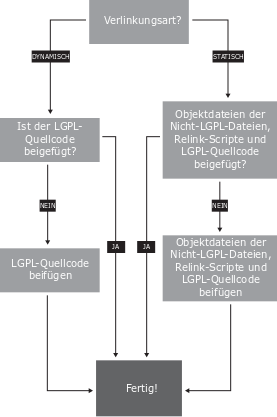 Verlinkungsart?
DYNAMISCH
STATISCH
Ist der LGPL-
Quellcode
beigefügt?
Objektdateien der
Nicht-LGPL-Dateien,
Relink-Scripte und
LGPL-Quellcode
beigefügt?
NEIN
NEIN
JA
JA
LGPL-Quellcode
beifügen
Objektdateien der
Nicht-LGPL-Dateien,
Relink-Scripte und
LGPL-Quellcode
beifügen
Fertig!